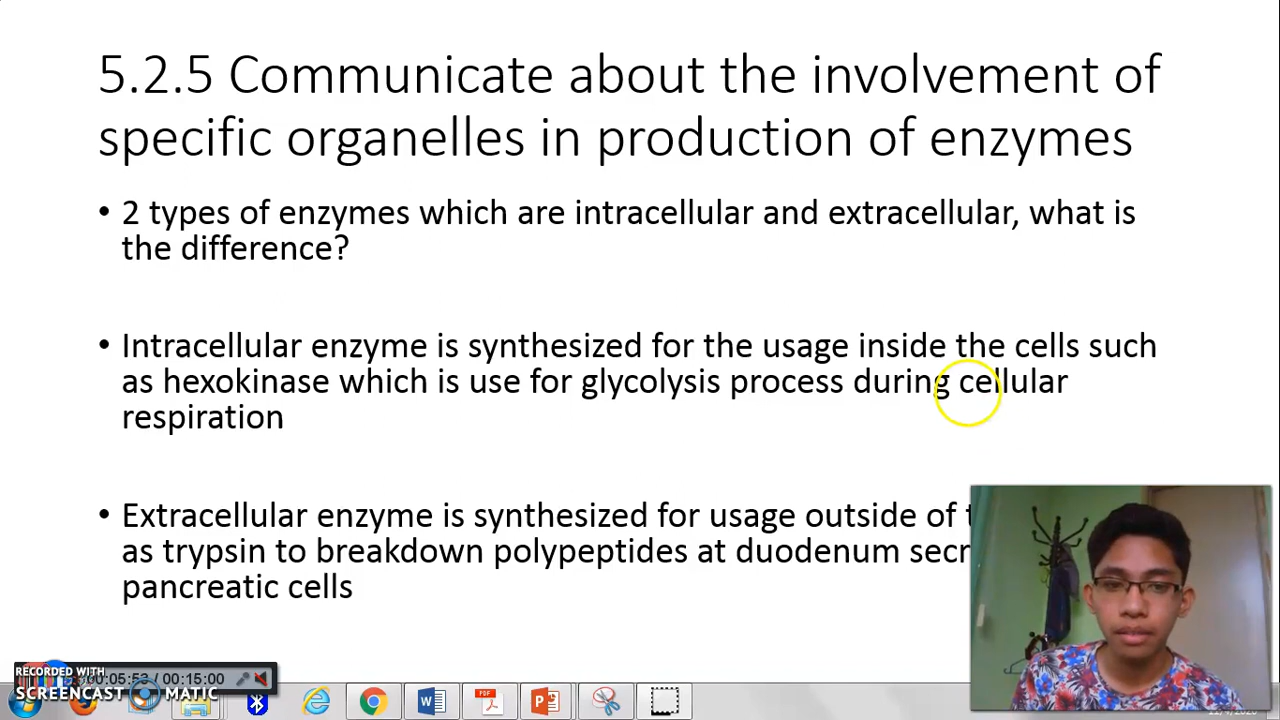 5.2.5 Communicate about the involvement of
specific organelles in production of enzymes
• 2 types of enzymes which are intracellular and extracellular, what is
the difference?
• Intracellular enzyme is synthesized for the usage inside the cells such
as hexokinase which is use for glycolysis process during cellular
respiration
• Extracellular enzyme is synthesized for usage outside of
as trypsin to breakdown polypeptides at duodenum
pancreatic cells
RECORDED WITH
SCREENCAST MATIC
00:05:53 / 00:15:00